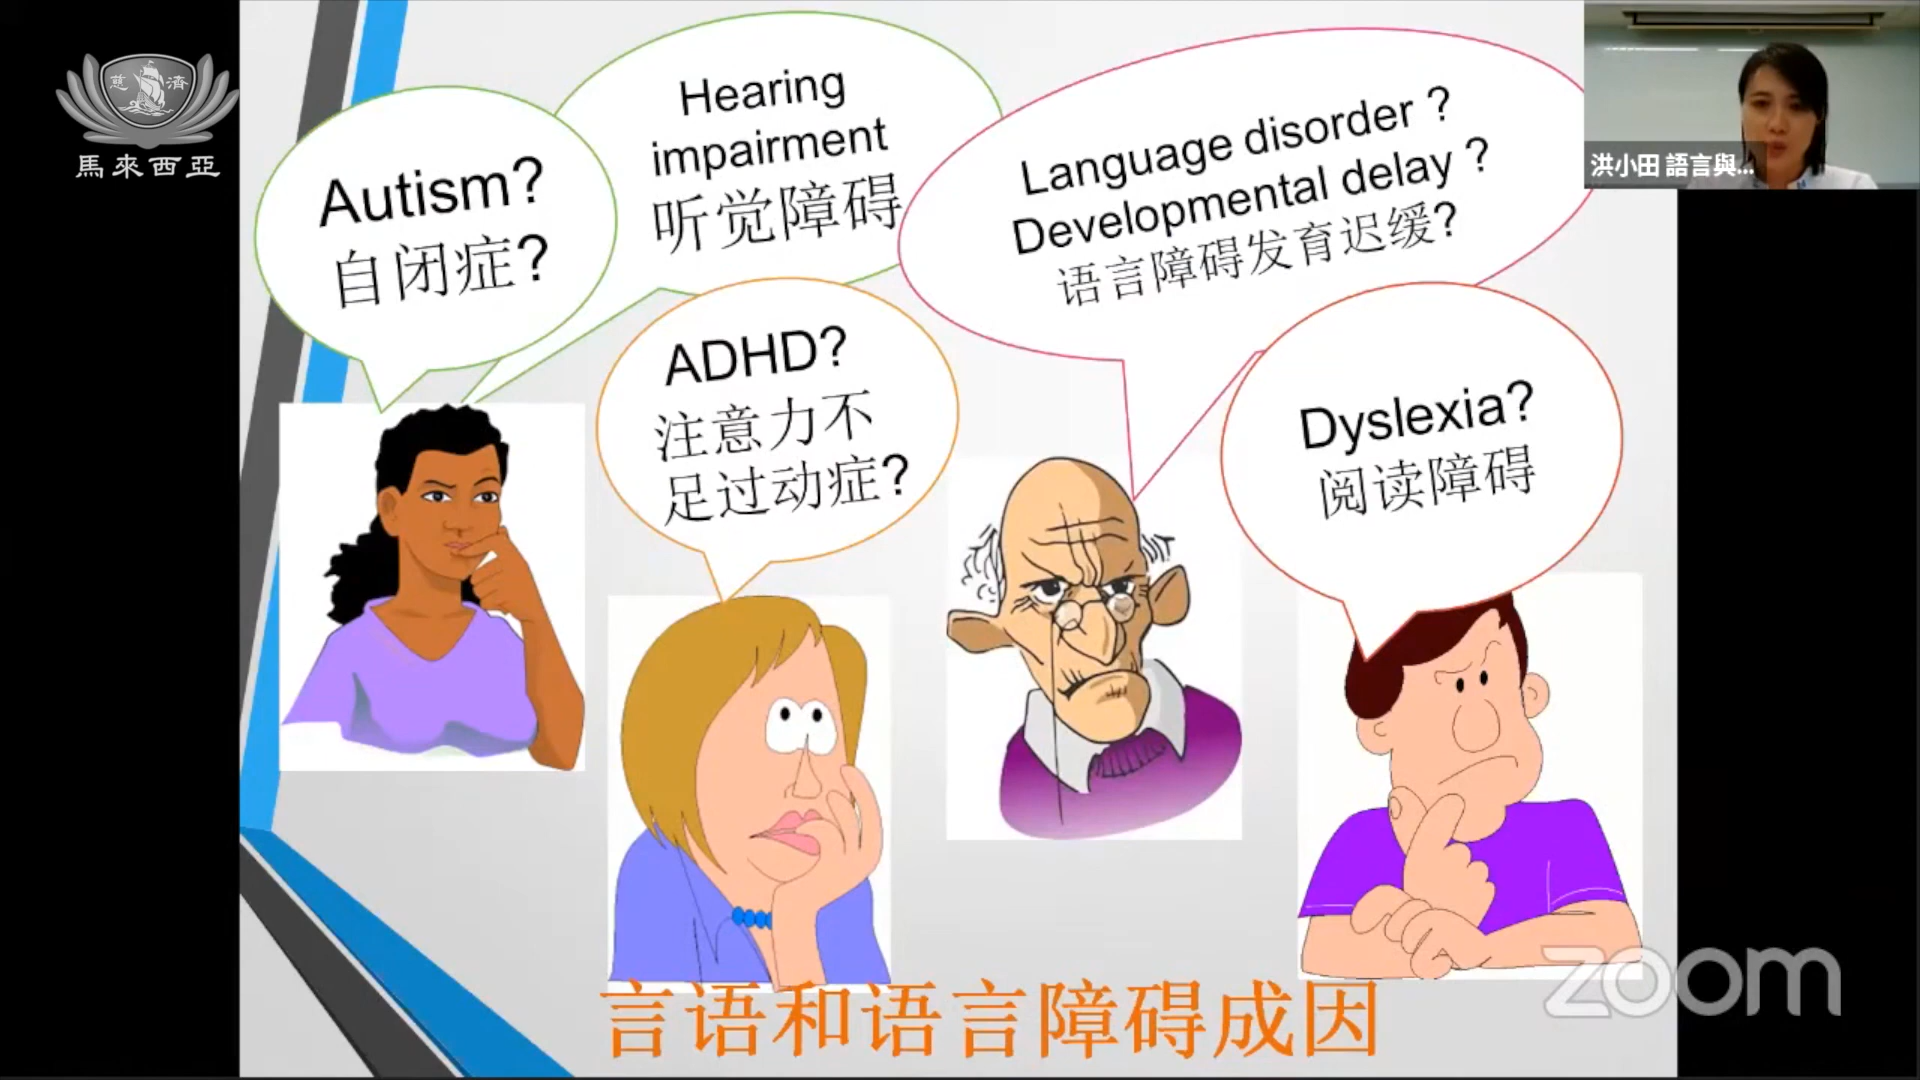 慈濟
馬來西亞
Autism?
自闭症?
Hearing
impairment
听觉障碍
Language disorder ?
Developmental delay ?
语言障碍发育迟缓?
洪小田 語言與...
ADHD?
注意力不
足过动症?
Dyslexia?
阅读障碍
言语和语言障碍成因
zoom